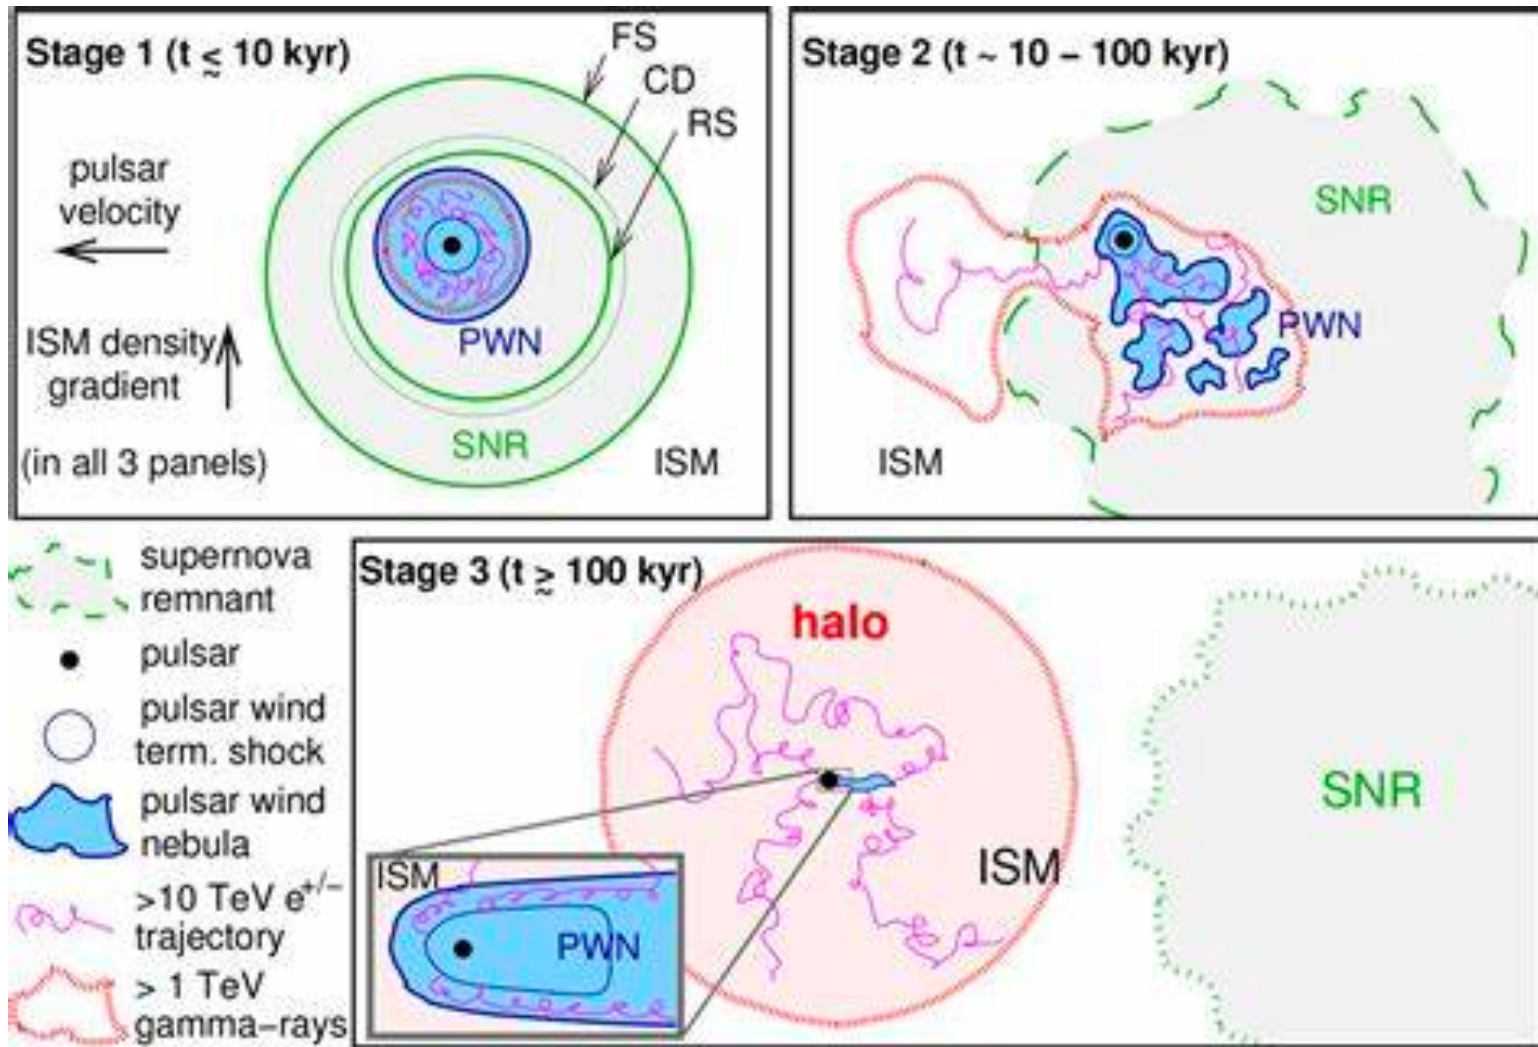 Stage 1 (t ≲ 10 kyr)
FS
CD
RS
pulsar
velocity
ISM density
gradient
(in all 3 panels)
PWN
SNR
ISM
Stage 2 (t ~ 10 − 100 kyr)
SNR
PWN
ISM
supernova
remnant
pulsar
pulsar wind
term. shock
pulsar wind
nebula
>10 TeV e+/−
trajectory
> 1 TeV
gamma−rays
Stage 3 (t ≳ 100 kyr)
halo
ISM
SNR
ISM
PWN